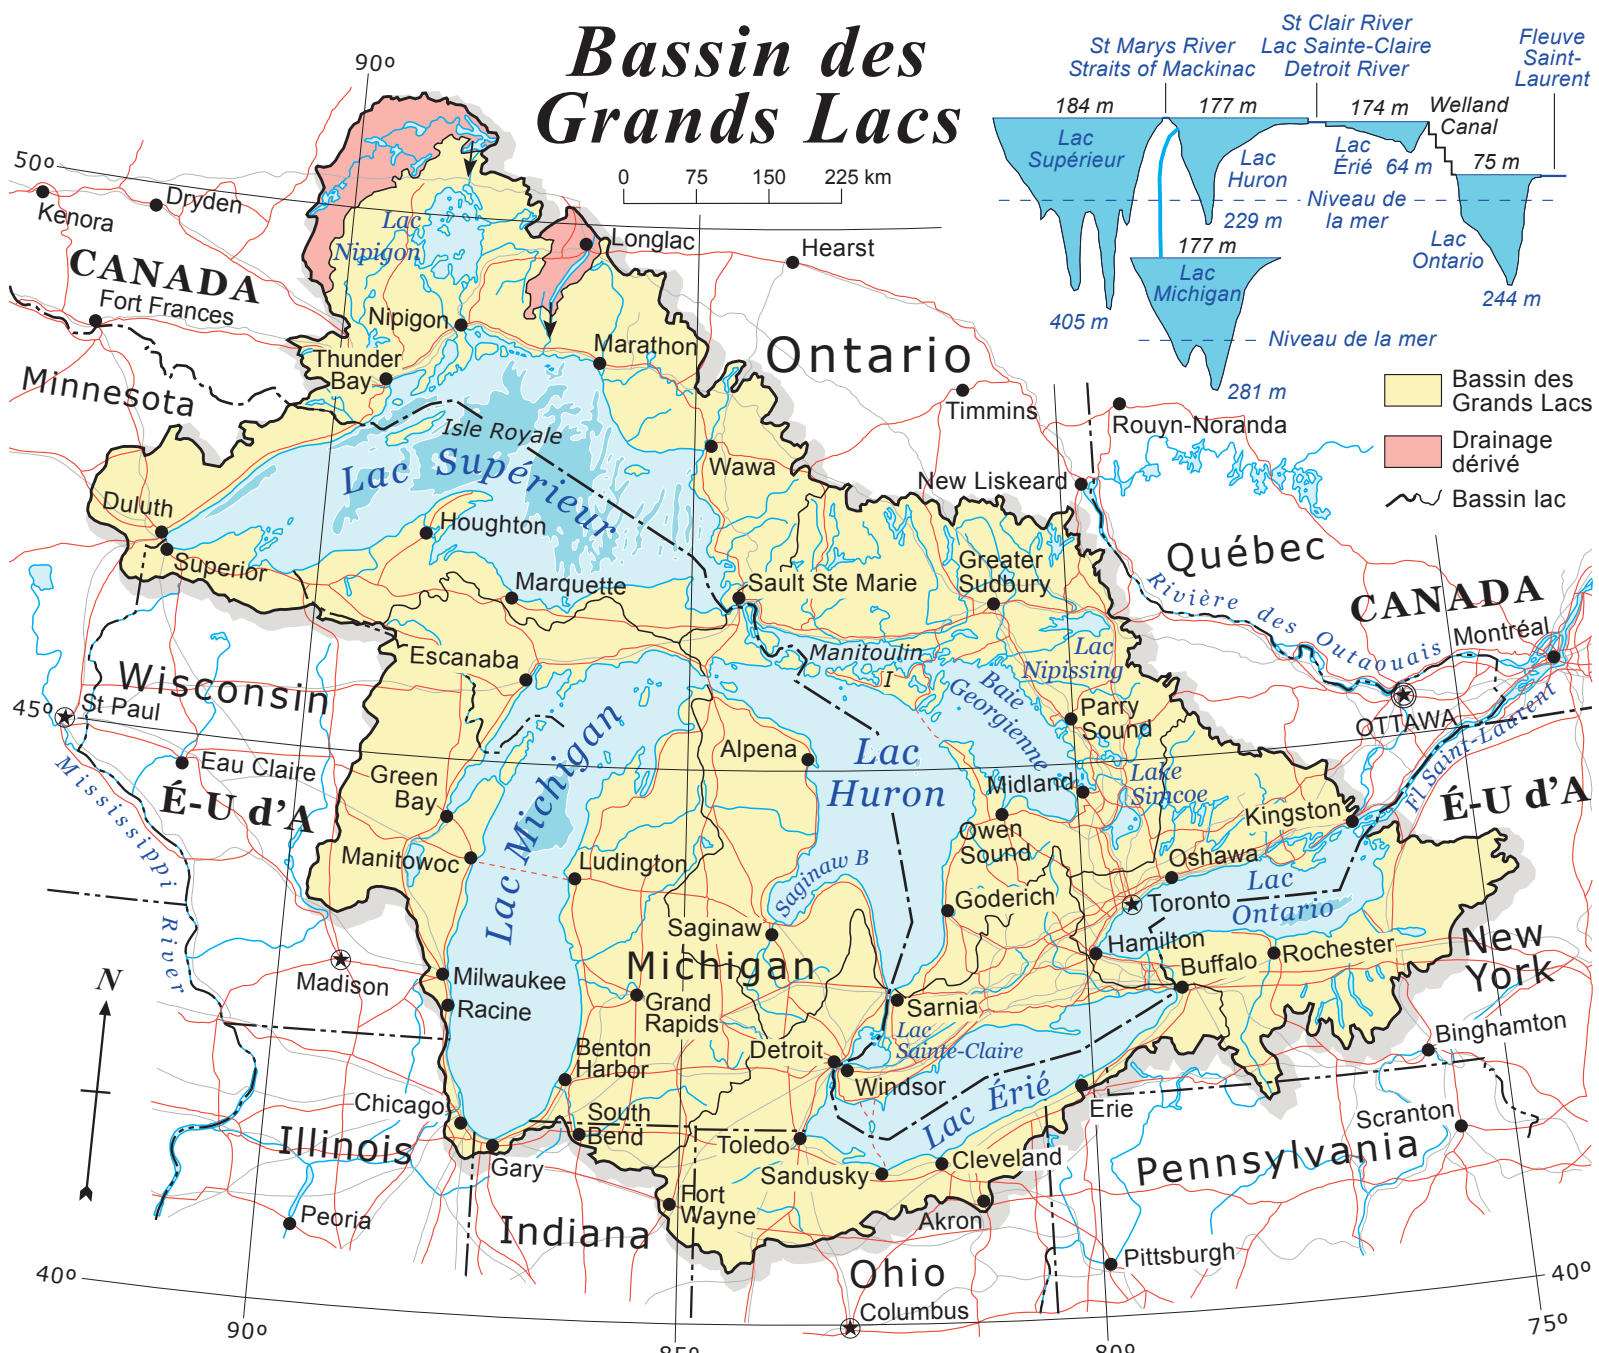 Bassin des
Grands Lacs
0 75 150 225 km
St Marys River
Straits of Mackinac
St Clair River
Lac Sainte-Claire
Detroit River
Fleuve
Saint-
Laurent
184 m
177 m
174 m
Welland
Canal
75 m
Lac
Supérieur
Lac
Huron
Lac
Érié
64 m
Niveau de
la mer
229 m
177 m
Lac
Michigan
Lac
Ontario
244 m
405 m
Niveau de la mer
281 m
Bassin des
Grands Lacs
Drainage
dérivé
Bassin lac
90º
50º
Kenora
Dryden
Lac
Nipigon
Longlac
Hearst
CANADA
Fort Frances
Nipigon
Thunder
Bay
Marathon
Ontario
Minnesota
Timmins
Rouyn-Noranda
Isle Royale
Lac Supérieur
Wawa
New Liskeard
Duluth
Superior
Houghton
Marquette
Sault Ste Marie
Greater
Sudbury
Québec
Rivière des Outaouais
CANADA
Montréal
Escanaba
Manitoulin
I
Lac
Nipissing
Baie
Georgienne
Wisconsin
45º
St Paul
Parry
Sound
OTTAWA
Fl Saint-Laurent
Alpena
Lac
Huron
Eau Claire
É-U d'A
Green
Bay
Lac Michigan
Midland
Lake
Simcoe
Kingston
É-U d'A
Mississippi River
Owen
Sound
Manitowoc
Ludington
Saginaw B
Oshawa
Lac
Ontario
Toronto
Goderich
Saginaw
Michigan
Hamilton
Buffalo
Rochester
New
York
Madison
Milwaukee
Racine
Grand
Rapids
Sarnia
Lac
Sainte-Claire
Binghamton
N
Detroit
Windsor
Benton
Harbor
Lac Érié
Erie
Chicago
Illinois
South
Bend
Gary
Toledo
Sandusky
Cleveland
Scranton
Pennsylvania
Peoria
Indiana
Fort
Wayne
Akron
Pittsburgh
Ohio
Columbus
40º
40º
90º
85º
80º
75º